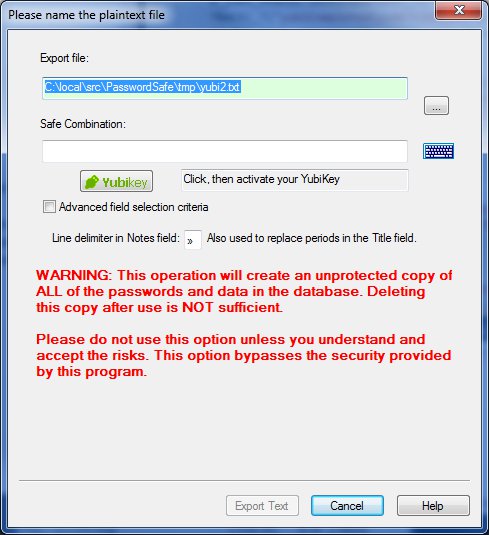 Please name the plaintext file
Export file:
C:\local\src\PasswordSafe\tmp\yubi2.txt
...
Safe Combination:
Yubikey
Click, then activate your YubiKey
Advanced field selection criteria
Line delimiter in Notes field: » Also used to replace periods in the Title field.
WARNING: This operation will create an unprotected copy of
ALL of the passwords and data in the database. Deleting
this copy after use is NOT sufficient.
Please do not use this option unless you understand and
accept the risks. This option bypasses the security provided
by this program.
Export Text
Cancel
Help